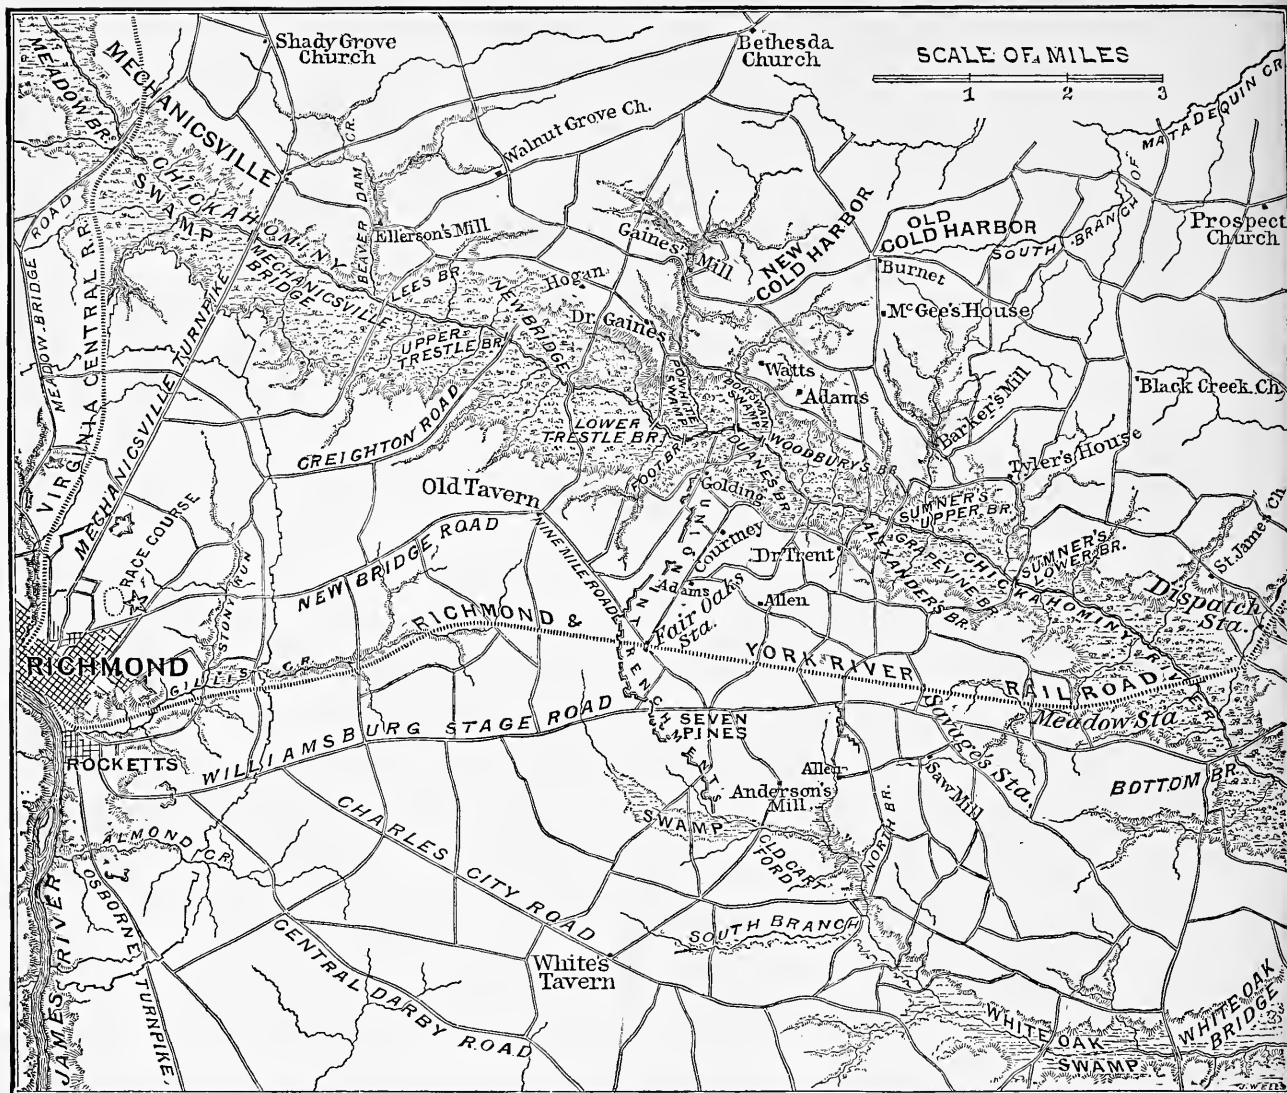 Shady Grove
Church
Bethesda
Church
SCALE OF MILES
1 2 3
MEADOW BR.
MECHANICSVILLE
Walnut Grove Ch.
MATADEQUIN CR.
CHICKAHOMINY
SWAMP
BEAVER DAM CR.
Ellerson's Mill
Gaines'
Mill
NEW
COLD HARBOR
OLD
COLD HARBOR
SOUTH BRANCH OF
Prospect
Church
MEADOW BRIDGE ROAD
VIRGINIA CENTRAL R.R.
MECHANICSVILLE TURNPIKE
MECHANICSVILLE
BRIDGE
LEES BR.
NEW BRIDGE
Hogan
Burnet
McGee's House
UPPER
TRESTLE BR.
Dr. Gaines
POWHITE
SWAMP
BOATSWAIN
SWAMP
Watts
Adams
Black Creek Ch.
Barker's Mill
CREIGHTON ROAD
LOWER
TRESTLE BR.
FOOT BR.
DUANE'S BR.
WOODBURY'S BR.
Tyler's House
Old Tavern
Golding
SUMNER'S
UPPER BR.
RACE COURSE
NEW BRIDGE ROAD
NINE MILE ROAD
UNION
Courtney
Dr Trent
ALEXANDERS BR.
GRAPEVINE BR.
CHICKAHOMINY RIVER
SUMNER'S
LOWER BR.
St. James Ch.
STONY RUN
Adams
Allen
Dispatch
Sta.
Fair Oaks
Sta.
RICHMOND &
YORK RIVER
RAIL ROAD
RICHMOND
GILLIS CR.
INTRENCHMENTS
WILLIAMSBURG STAGE ROAD
SEVEN
PINES
Savage's Sta.
Meadow Sta
ROCKETTS
Allen
Saw Mill
BOTTOM BR.
Anderson's
Mill
SWAMP
CHARLES CITY ROAD
OLD CART
FORD
NORTH BR.
ALMOND CR.
OSBORNE TURNPIKE.
SOUTH BRANCH
JAMES RIVER
CENTRAL DARBY ROAD
White's
Tavern
WHITE OAK
SWAMP
WHITE OAK
BRIDGE
J. WELLS